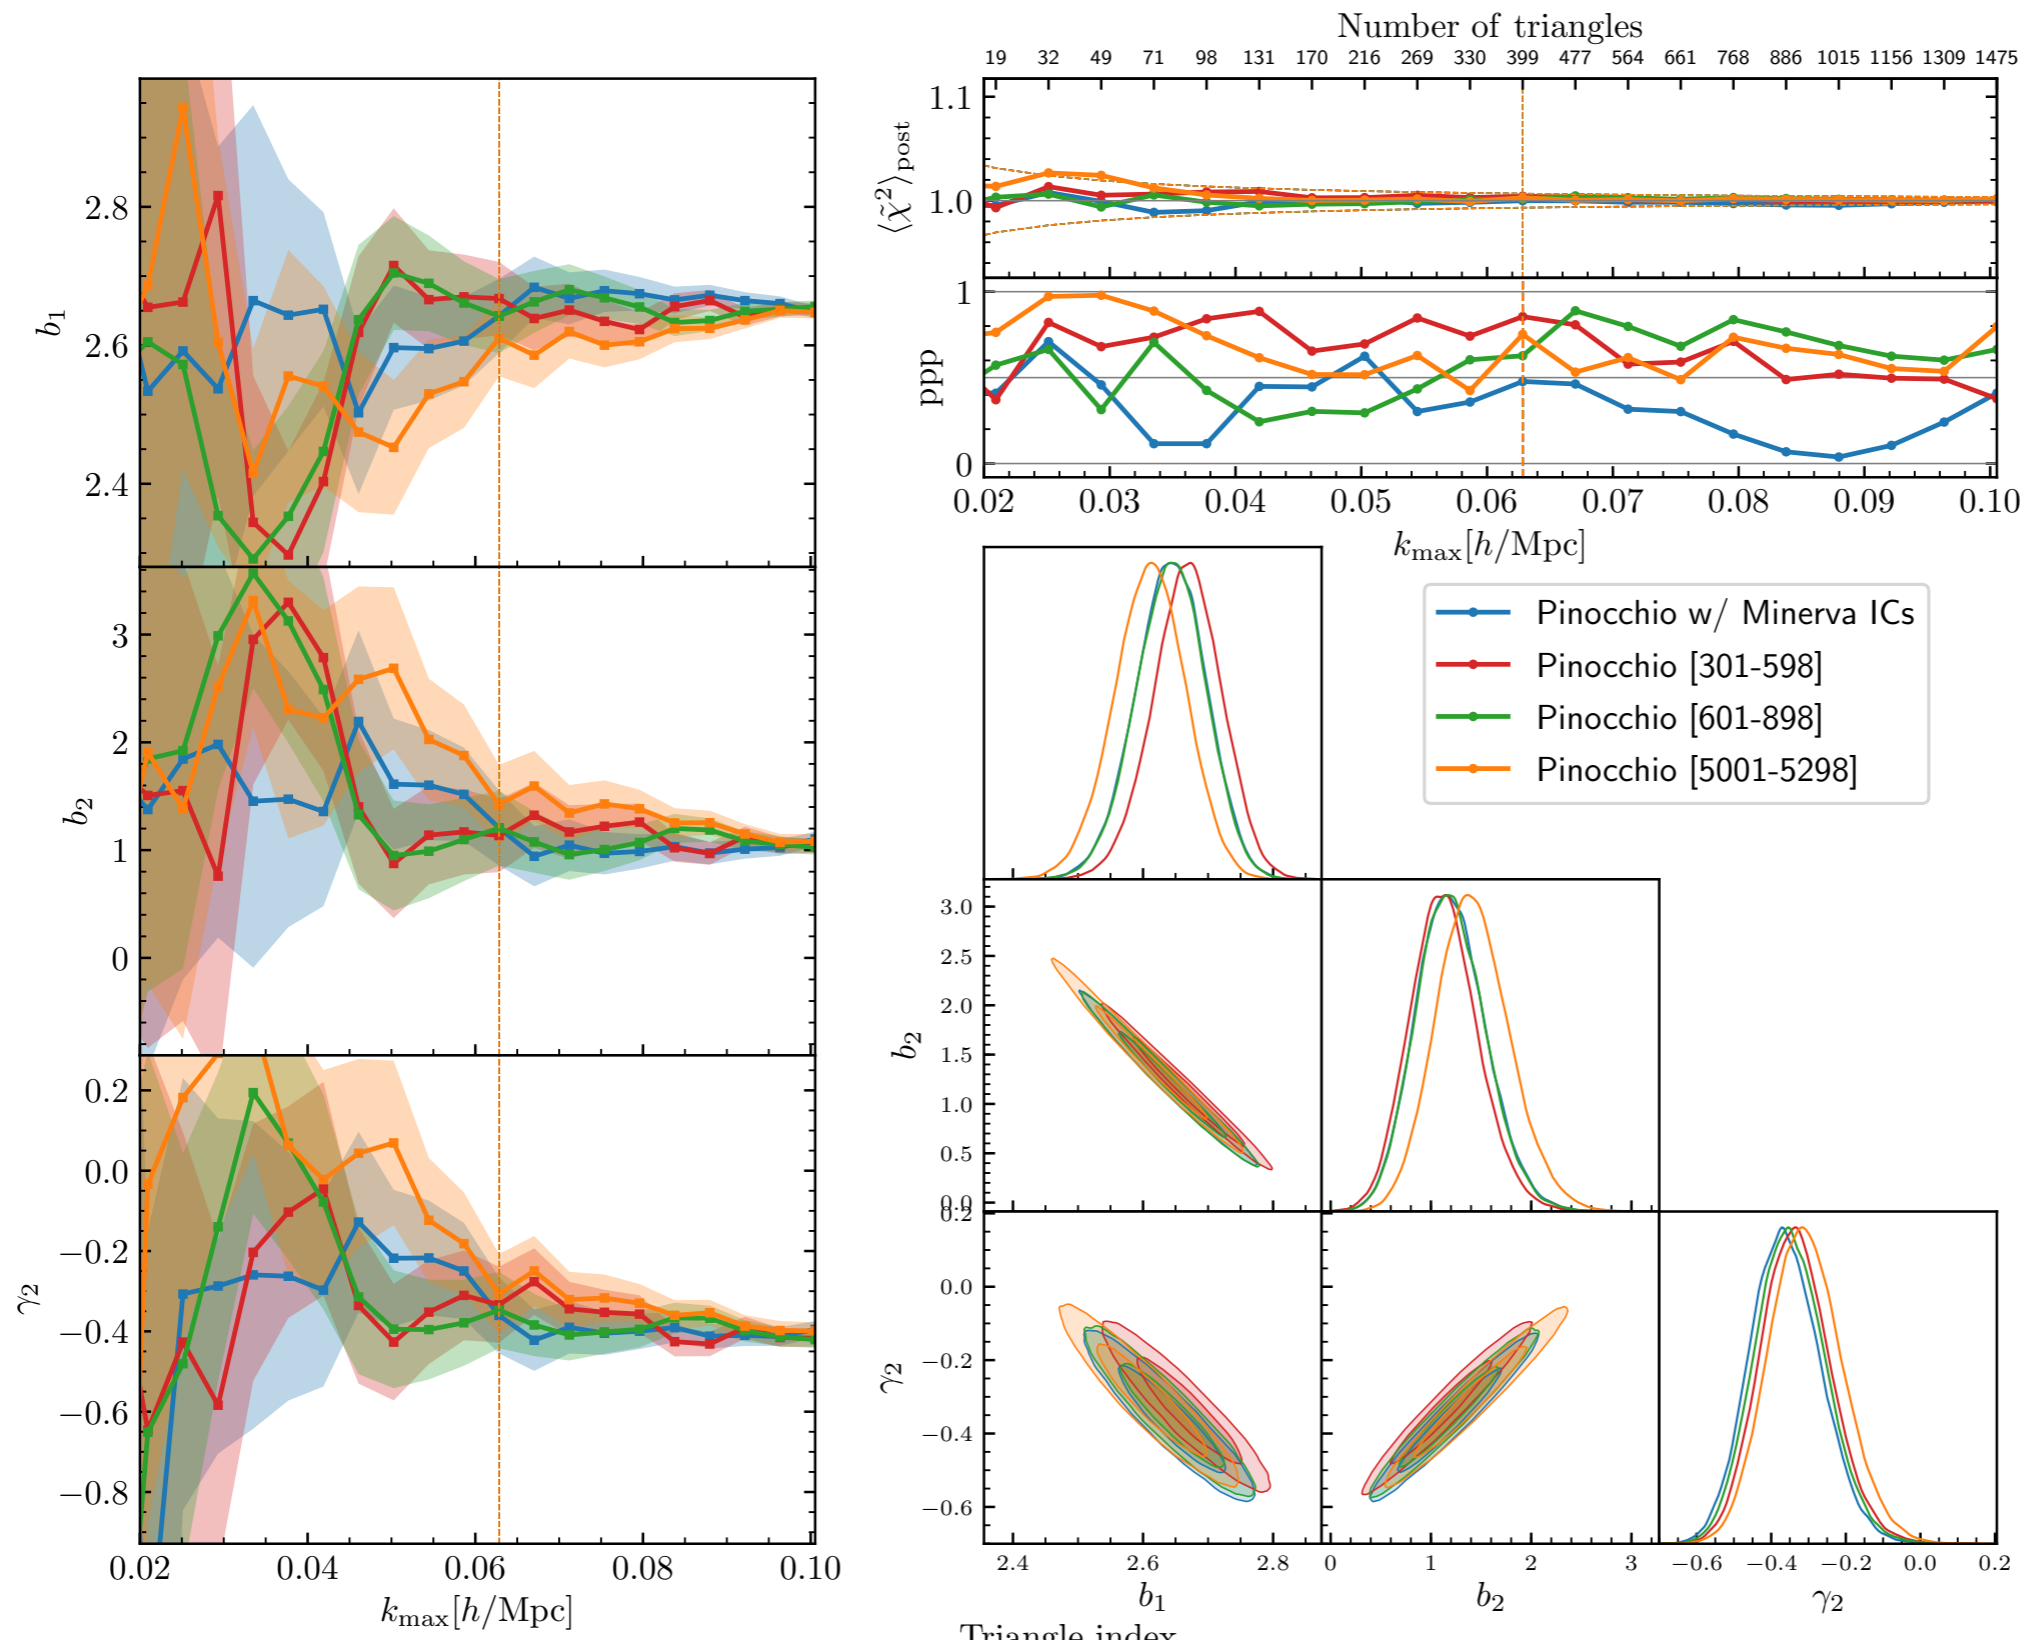 Number of triangles
19 32 49 71 98 131 170 216 269 330 399 477 564 661 768 886 1015 1156 1309 1475
1.1
1.0
⟨χ̃²⟩post
1
0
ppp
0.02 0.03 0.04 0.05 0.06 0.07 0.08 0.09 0.10
kmax[h/Mpc]
2.8
2.6
2.4
b1
3
2
1
0
b2
0.2
0.0
−0.2
−0.4
−0.6
−0.8
γ2
0.02 0.04 0.06 0.08 0.10
kmax[h/Mpc]
Pinocchio w/ Minerva ICs
Pinocchio [301-598]
Pinocchio [601-898]
Pinocchio [5001-5298]
3.0
2.5
2.0
1.5
1.0
0.5
0.0
b2
0.2
0.0
−0.2
−0.4
−0.6
γ2
2.4 2.6 2.8
b1
0 1 2 3
b2
−0.6 −0.4 −0.2 0.0 0.2
γ2
Triangle index